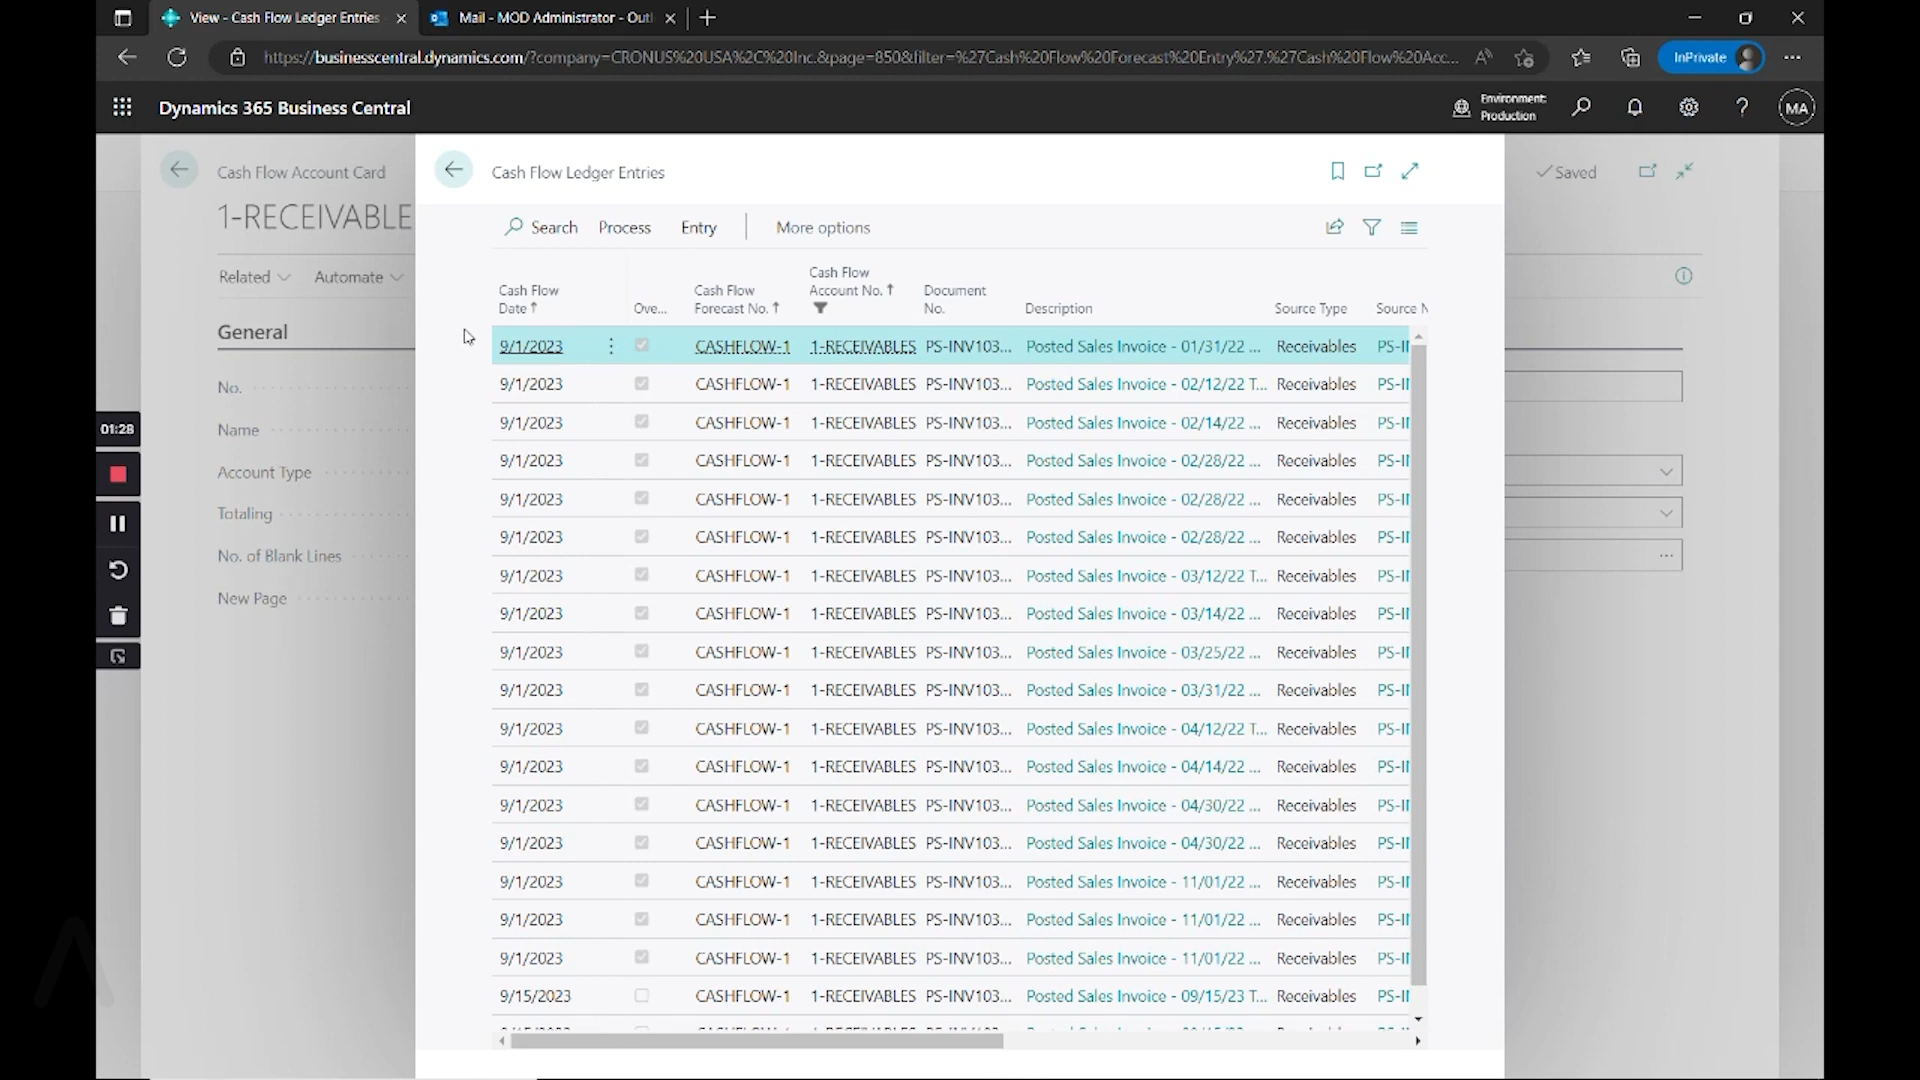 View - Cash Flow Ledger Entries
Mail - MOD Administrator - Outl
https://businesscentral.dynamics.com/?company=CRONUS%20USA%2C%20Inc.&page=850&filter=%27Cash%20Flow%20Forecast%20Entry%27.%27Cash%20Flow%20Acc...
InPrivate
Dynamics 365 Business Central
Environment:
Production
MA
Cash Flow Account Card
Cash Flow Ledger Entries
Saved
1-RECEIVABLE
Search Process Entry More options
Related Automate
Cash Flow Date Ove... Cash Flow Forecast No. Cash Flow Account No. Document No. Description Source Type Source N
General
9/1/2023 CASHFLOW-1 1-RECEIVABLES PS-INV103... Posted Sales Invoice - 01/31/22 ... Receivables PS-I
9/1/2023 CASHFLOW-1 1-RECEIVABLES PS-INV103... Posted Sales Invoice - 02/12/22 T... Receivables PS-I
No.
9/1/2023 CASHFLOW-1 1-RECEIVABLES PS-INV103... Posted Sales Invoice - 02/14/22 ... Receivables PS-I
01:28
Name
9/1/2023 CASHFLOW-1 1-RECEIVABLES PS-INV103... Posted Sales Invoice - 02/28/22 ... Receivables PS-I
Account Type
9/1/2023 CASHFLOW-1 1-RECEIVABLES PS-INV103... Posted Sales Invoice - 02/28/22 ... Receivables PS-I
Totaling
9/1/2023 CASHFLOW-1 1-RECEIVABLES PS-INV103... Posted Sales Invoice - 02/28/22 ... Receivables PS-I
No. of Blank Lines
9/1/2023 CASHFLOW-1 1-RECEIVABLES PS-INV103... Posted Sales Invoice - 03/12/22 T... Receivables PS-I
New Page
9/1/2023 CASHFLOW-1 1-RECEIVABLES PS-INV103... Posted Sales Invoice - 03/14/22 ... Receivables PS-I
9/1/2023 CASHFLOW-1 1-RECEIVABLES PS-INV103... Posted Sales Invoice - 03/25/22 ... Receivables PS-I
9/1/2023 CASHFLOW-1 1-RECEIVABLES PS-INV103... Posted Sales Invoice - 03/31/22 ... Receivables PS-I
9/1/2023 CASHFLOW-1 1-RECEIVABLES PS-INV103... Posted Sales Invoice - 04/12/22 T... Receivables PS-I
9/1/2023 CASHFLOW-1 1-RECEIVABLES PS-INV103... Posted Sales Invoice - 04/14/22 ... Receivables PS-I
9/1/2023 CASHFLOW-1 1-RECEIVABLES PS-INV103... Posted Sales Invoice - 04/30/22 ... Receivables PS-I
9/1/2023 CASHFLOW-1 1-RECEIVABLES PS-INV103... Posted Sales Invoice - 04/30/22 ... Receivables PS-I
9/1/2023 CASHFLOW-1 1-RECEIVABLES PS-INV103... Posted Sales Invoice - 11/01/22 ... Receivables PS-I
9/1/2023 CASHFLOW-1 1-RECEIVABLES PS-INV103... Posted Sales Invoice - 11/01/22 ... Receivables PS-I
9/1/2023 CASHFLOW-1 1-RECEIVABLES PS-INV103... Posted Sales Invoice - 11/01/22 ... Receivables PS-I
9/15/2023 CASHFLOW-1 1-RECEIVABLES PS-INV103... Posted Sales Invoice - 09/15/23 T... Receivables PS-I